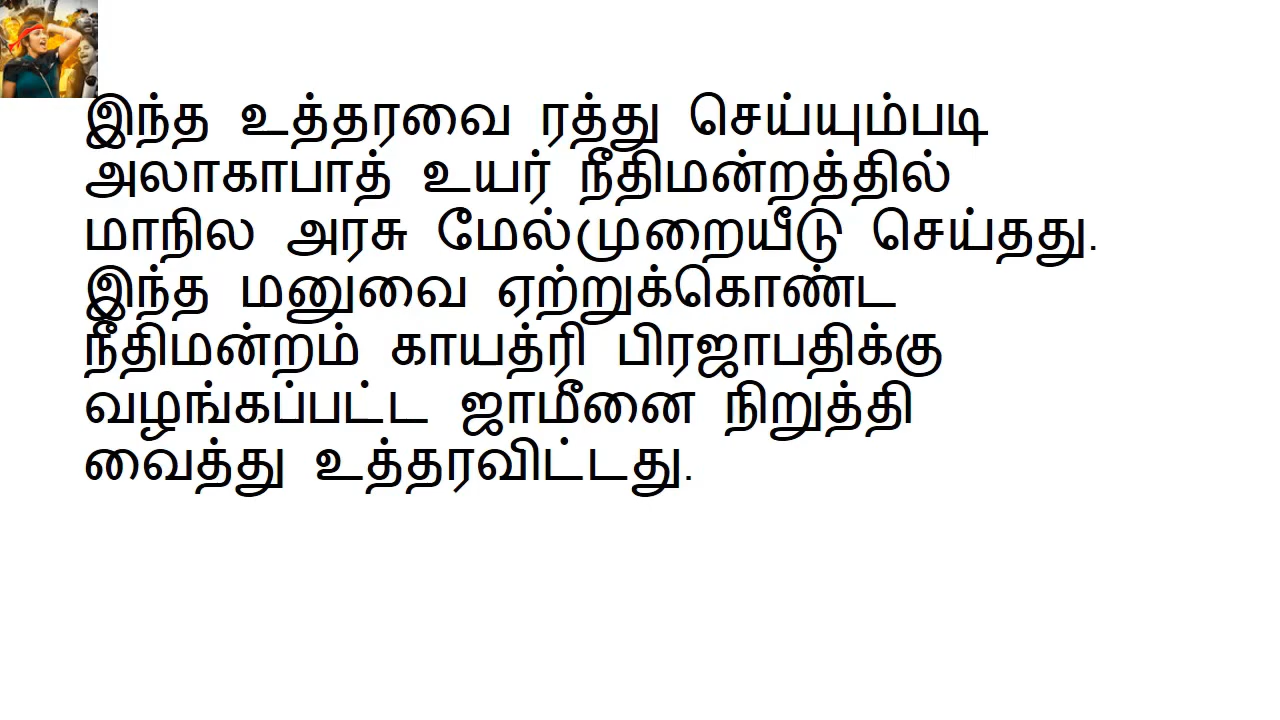 இந்த உத்தரவை ரத்து செய்யும்படி
அலாகாபாத் உயர் நீதிமன்றத்தில்
மாநில அரசு மேல்முறையீடு செய்தது.
இந்த மனுவை ஏற்றுக்கொண்ட
நீதிமன்றம் காயத்ரி பிரஜாபதிக்கு
வழங்கப்பட்ட ஜாமீனை நிறுத்தி
வைத்து உத்தரவிட்டது.